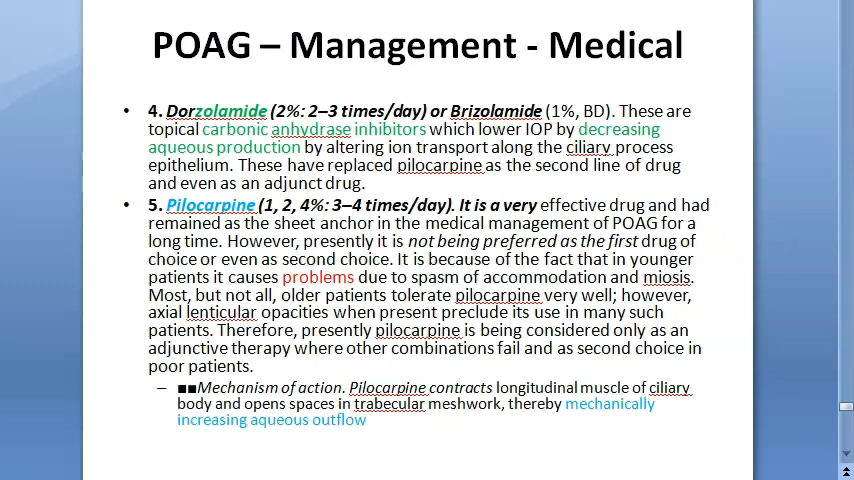 POAG – Management - Medical
• 4. Dorzolamide (2%: 2–3 times/day) or Brizolamide (1%, BD). These are
topical carbonic anhydrase inhibitors which lower IOP by decreasing
aqueous production by altering ion transport along the ciliary process
epithelium. These have replaced pilocarpine as the second line of drug
and even as an adjunct drug.
• 5. Pilocarpine (1, 2, 4%: 3–4 times/day). It is a very effective drug and had
remained as the sheet anchor in the medical management of POAG for a
long time. However, presently it is not being preferred as the first drug of
choice or even as second choice. It is because of the fact that in younger
patients it causes problems due to spasm of accommodation and miosis.
Most, but not all, older patients tolerate pilocarpine very well; however,
axial lenticular opacities when present preclude its use in many such
patients. Therefore, presently pilocarpine is being considered only as an
adjunctive therapy where other combinations fail and as second choice in
poor patients.
– ■■Mechanism of action. Pilocarpine contracts longitudinal muscle of ciliary
body and opens spaces in trabecular meshwork, thereby mechanically
increasing aqueous outflow